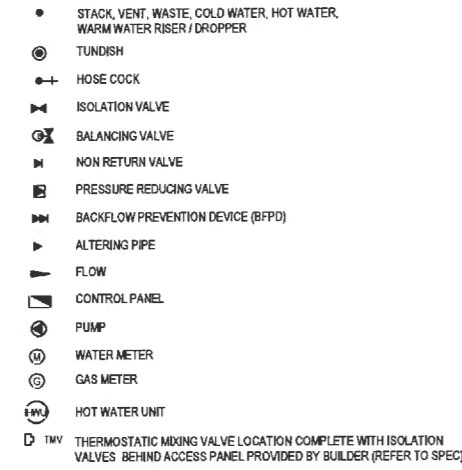 STACK, VENT, WASTE, COLD WATER, HOT WATER,
WARM WATER RISER / DROPPER
TUNDISH
HOSE COCK
ISOLATION VALVE
BALANCING VALVE
NON RETURN VALVE
PRESSURE REDUCING VALVE
BACKFLOW PREVENTION DEVICE (BFPD)
ALTERING PIPE
FLOW
CONTROL PANEL
PUMP
M WATER METER
G GAS METER
HWU HOT WATER UNIT
TMV THERMOSTATIC MIXING VALVE LOCATION COMPLETE WITH ISOLATION
VALVES BEHIND ACCESS PANEL PROVIDED BY BUILDER (REFER TO SPEC)